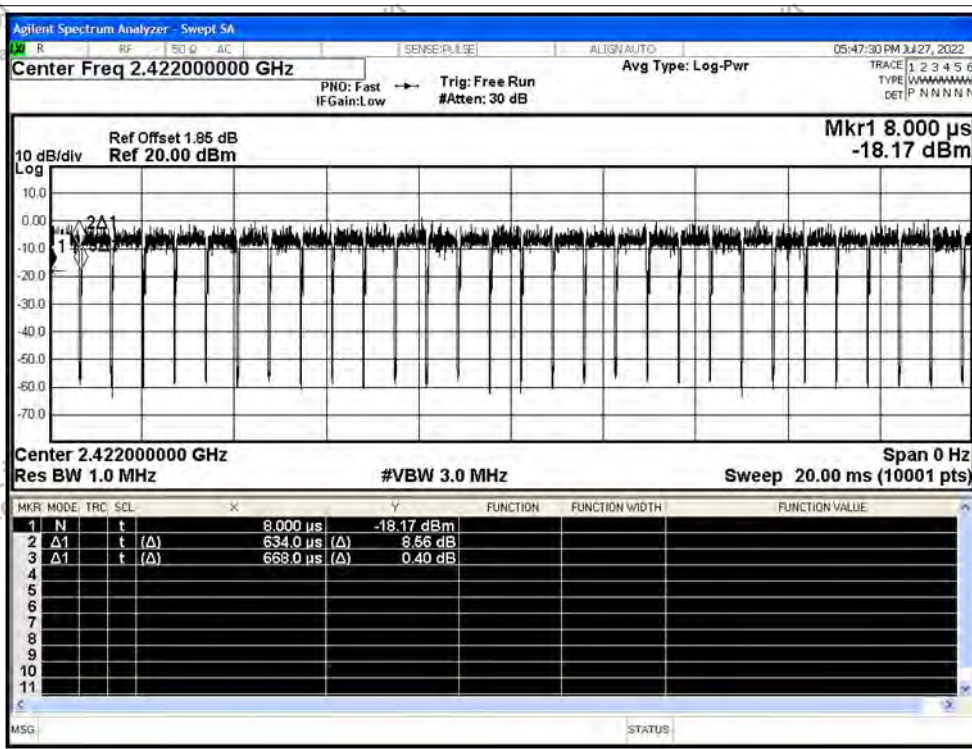 Agilent Spectrum Analyzer - Swept SA
LXI R RF 50 Ω AC SENSE:PULSE ALIGN AUTO 05:47:30 PM Jul 27, 2022
Center Freq 2.422000000 GHz Avg Type: Log-Pwr TRACE 1 2 3 4 5 6
PNO: Fast Trig: Free Run TYPE WWWWWW
IFGain:Low #Atten: 30 dB DET P N N N N N
Mkr1 8.000 µs
Ref Offset 1.85 dB
10 dB/div Ref 20.00 dBm -18.17 dBm
Log
10.0
0.00
2Δ1
-10.0
1
3Δ1
-20.0
-30.0
-40.0
-50.0
-60.0
-70.0
Center 2.422000000 GHz Span 0 Hz
Res BW 1.0 MHz #VBW 3.0 MHz Sweep 20.00 ms (10001 pts)
MKR MODE TRC SCL X Y FUNCTION FUNCTION WIDTH FUNCTION VALUE
1 N t 8.000 µs -18.17 dBm
2 Δ1 t (Δ) 634.0 µs (Δ) 8.56 dB
3 Δ1 t (Δ) 668.0 µs (Δ) 0.40 dB
4
5
6
7
8
9
10
11
MSG STATUS